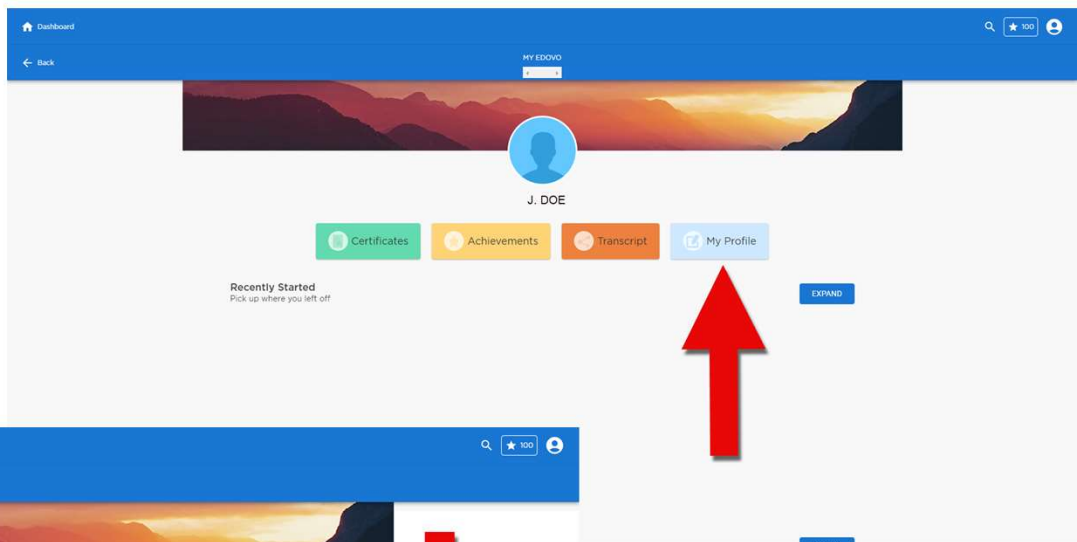 Dashboard
100
Back
MY EDOVO
J. DOE
Certificates
Achievements
Transcript
My Profile
Recently Started
Pick up where you left off
EXPAND
100